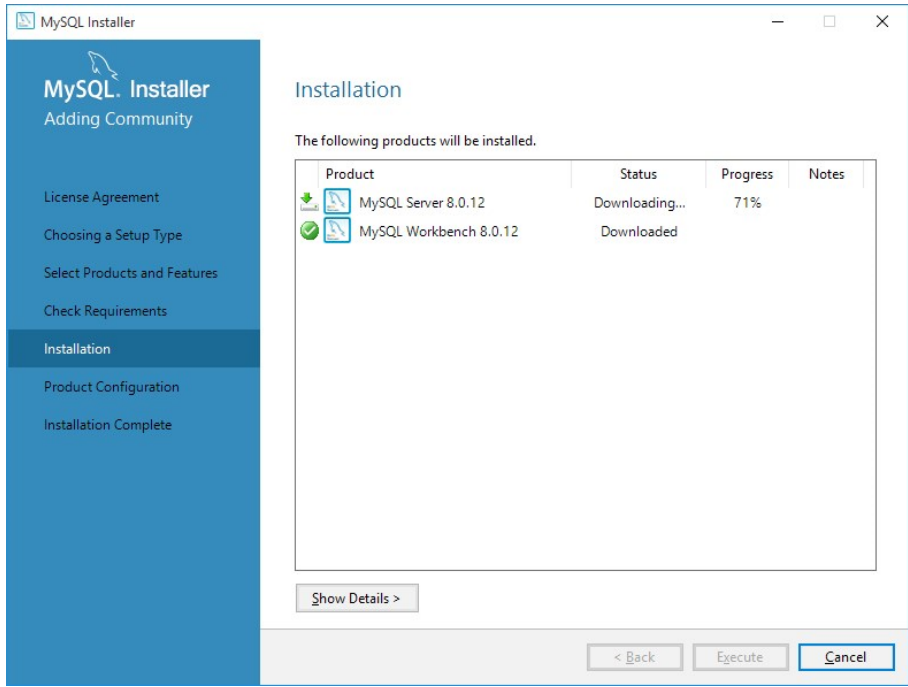 MySQL Installer
MySQL. Installer
Adding Community
License Agreement
Choosing a Setup Type
Select Products and Features
Check Requirements
Installation
Product Configuration
Installation Complete
Installation
The following products will be installed.
Product Status Progress Notes
MySQL Server 8.0.12 Downloading... 71%
MySQL Workbench 8.0.12 Downloaded
Show Details >
< Back Execute Cancel